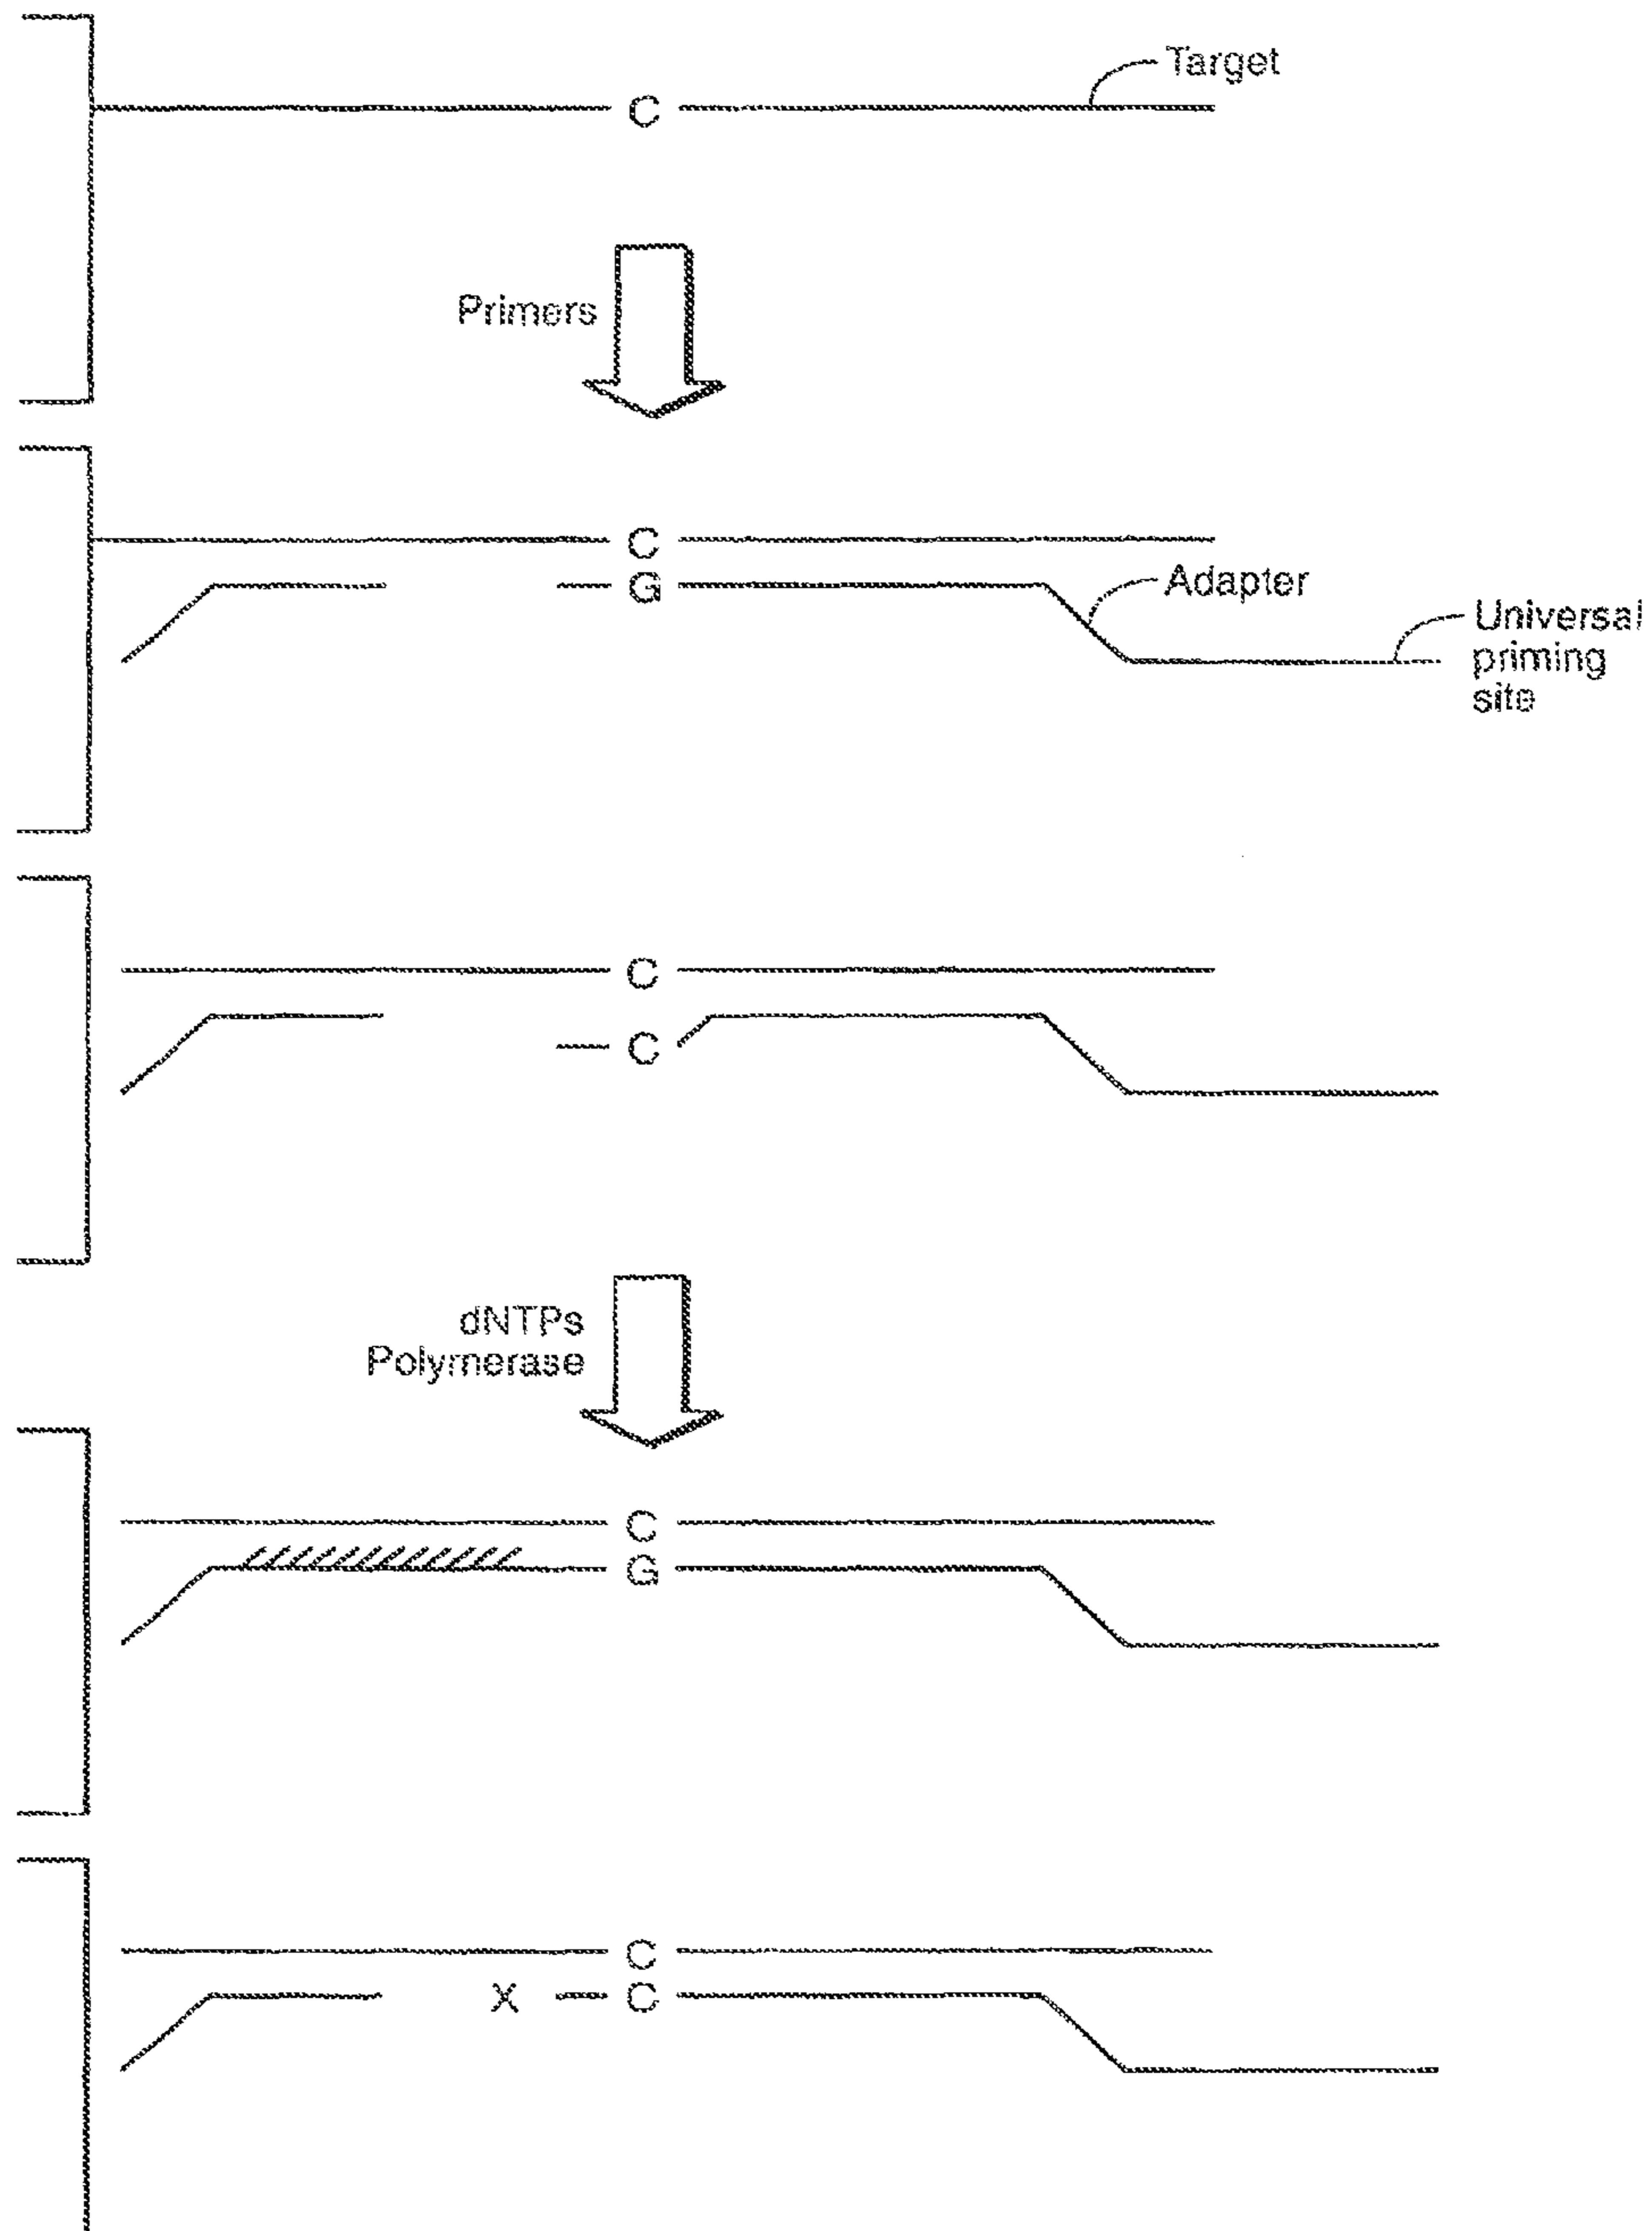 Target
C
Primers
C
G
Adapter
Universal
priming
site
C
C
dNTPs
Polymerase
C
G
C
X C